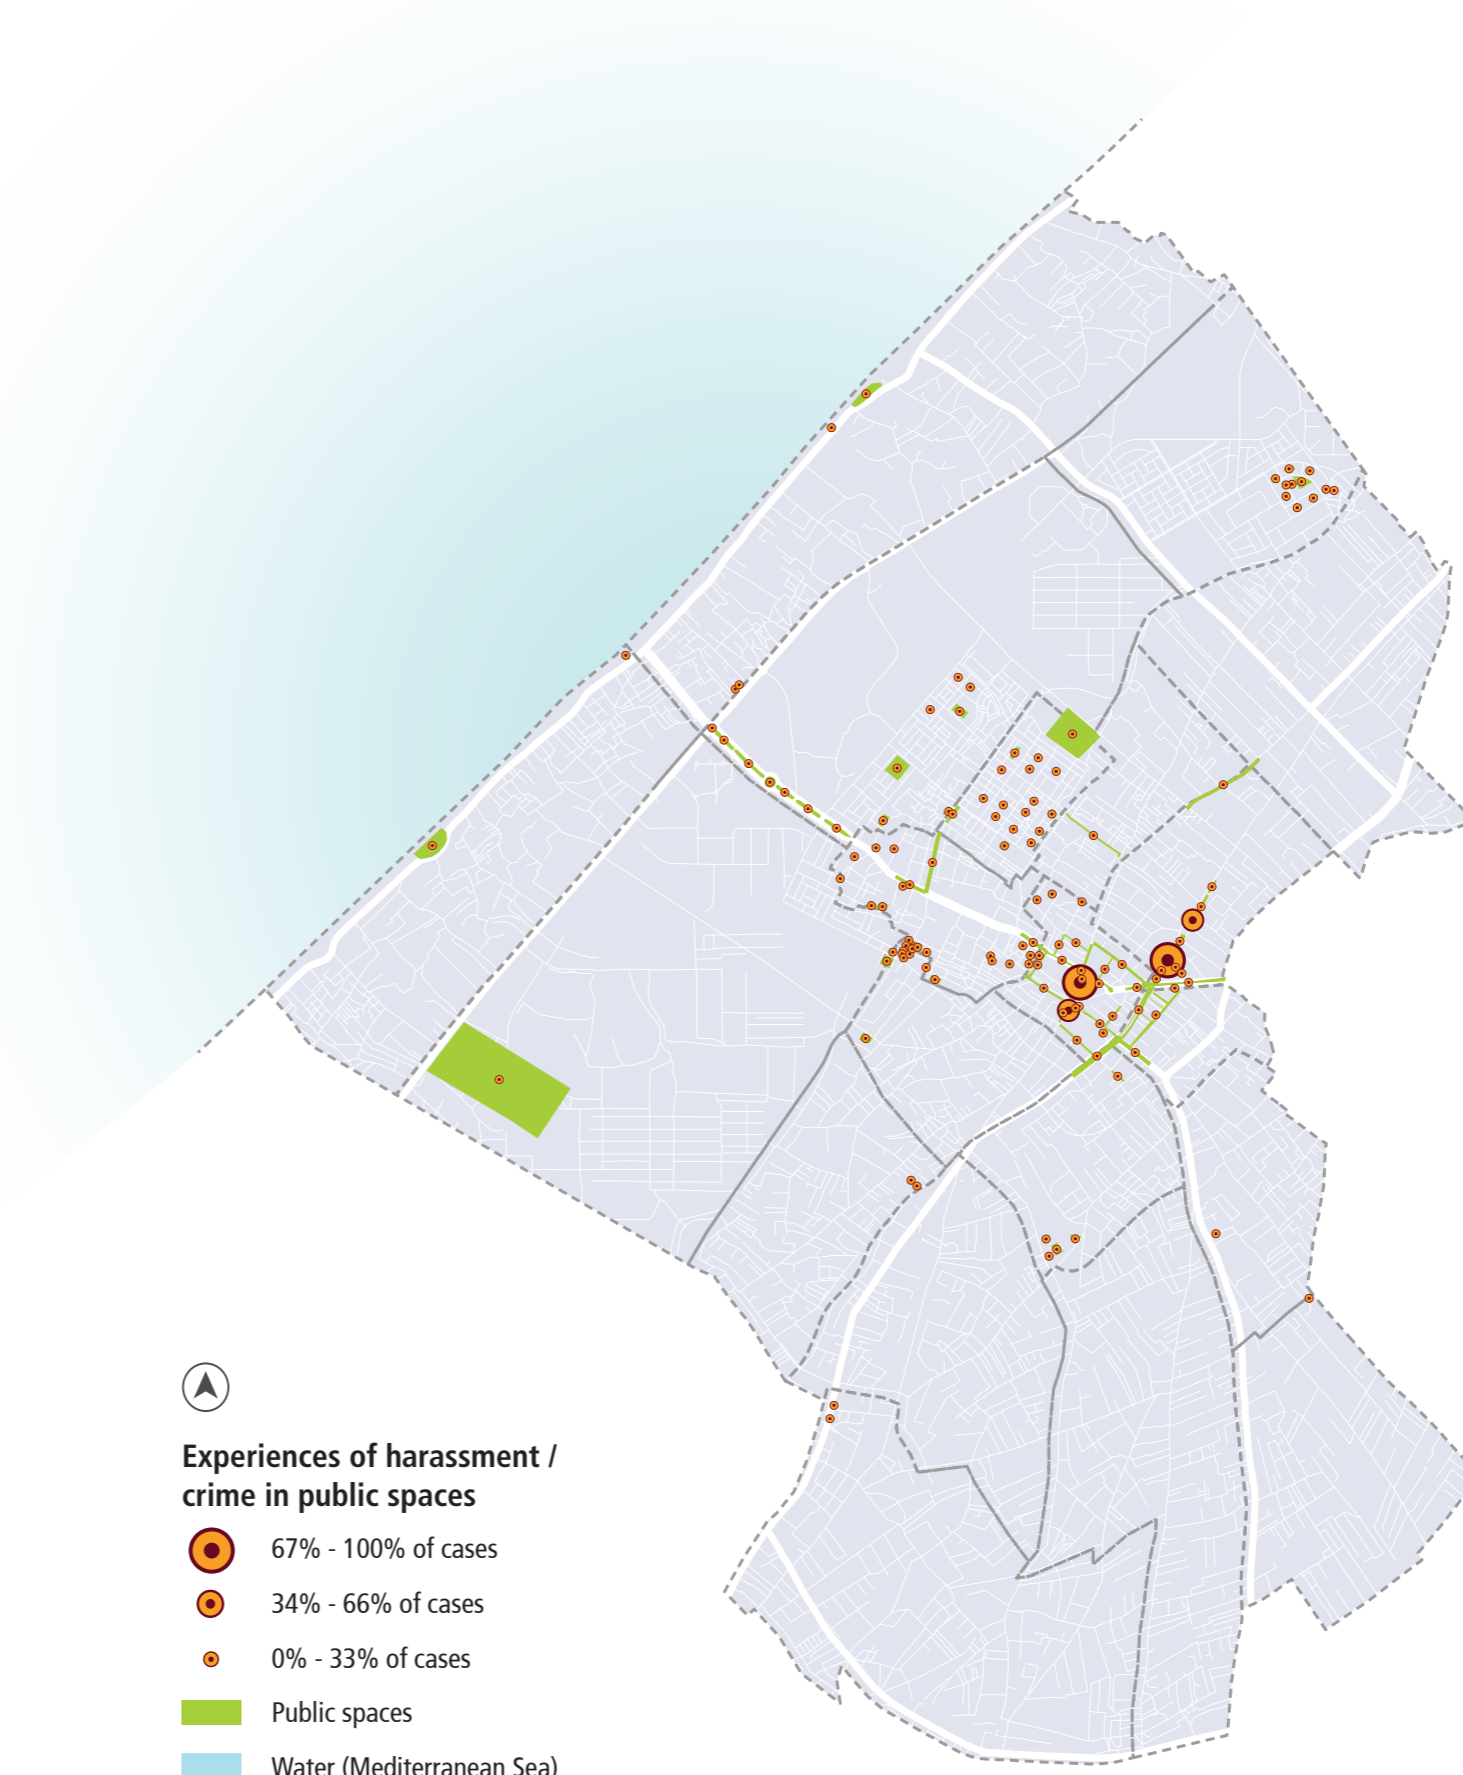 Experiences of harassment /
crime in public spaces
67% - 100% of cases
34% - 66% of cases
0% - 33% of cases
Public spaces
Water (Mediterranean Sea)